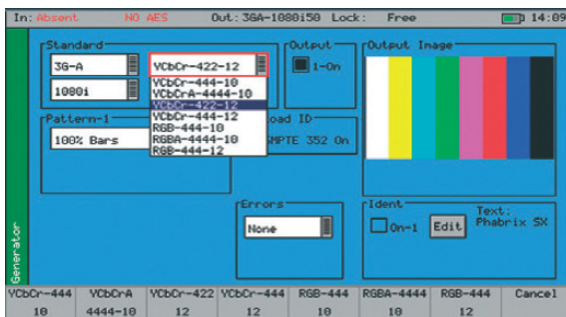 In: Absent NO AES Out: 3GA-1080i50 Lock: Free 14:09
Standard
3G-A
1080i
YCbCr-422-12
YCbCr-444-10
YCbCrA-4444-10
YCbCr-422-12
YCbCr-444-12
RGB-444-10
RGBA-4444-10
RGB-444-12
Output
1-On
Output Image
Pattern-1
100% Bars
oad ID
MPTE 352 On
Errors
None
Ident
On-1
Edit
Text:
Phabrix SX
Generator
YCbCr-444 10
YCbCrA 4444-10
YCbCr-422 12
YCbCr-444 12
RGB-444 10
RGBA-4444 10
RGB-444 12
Cancel